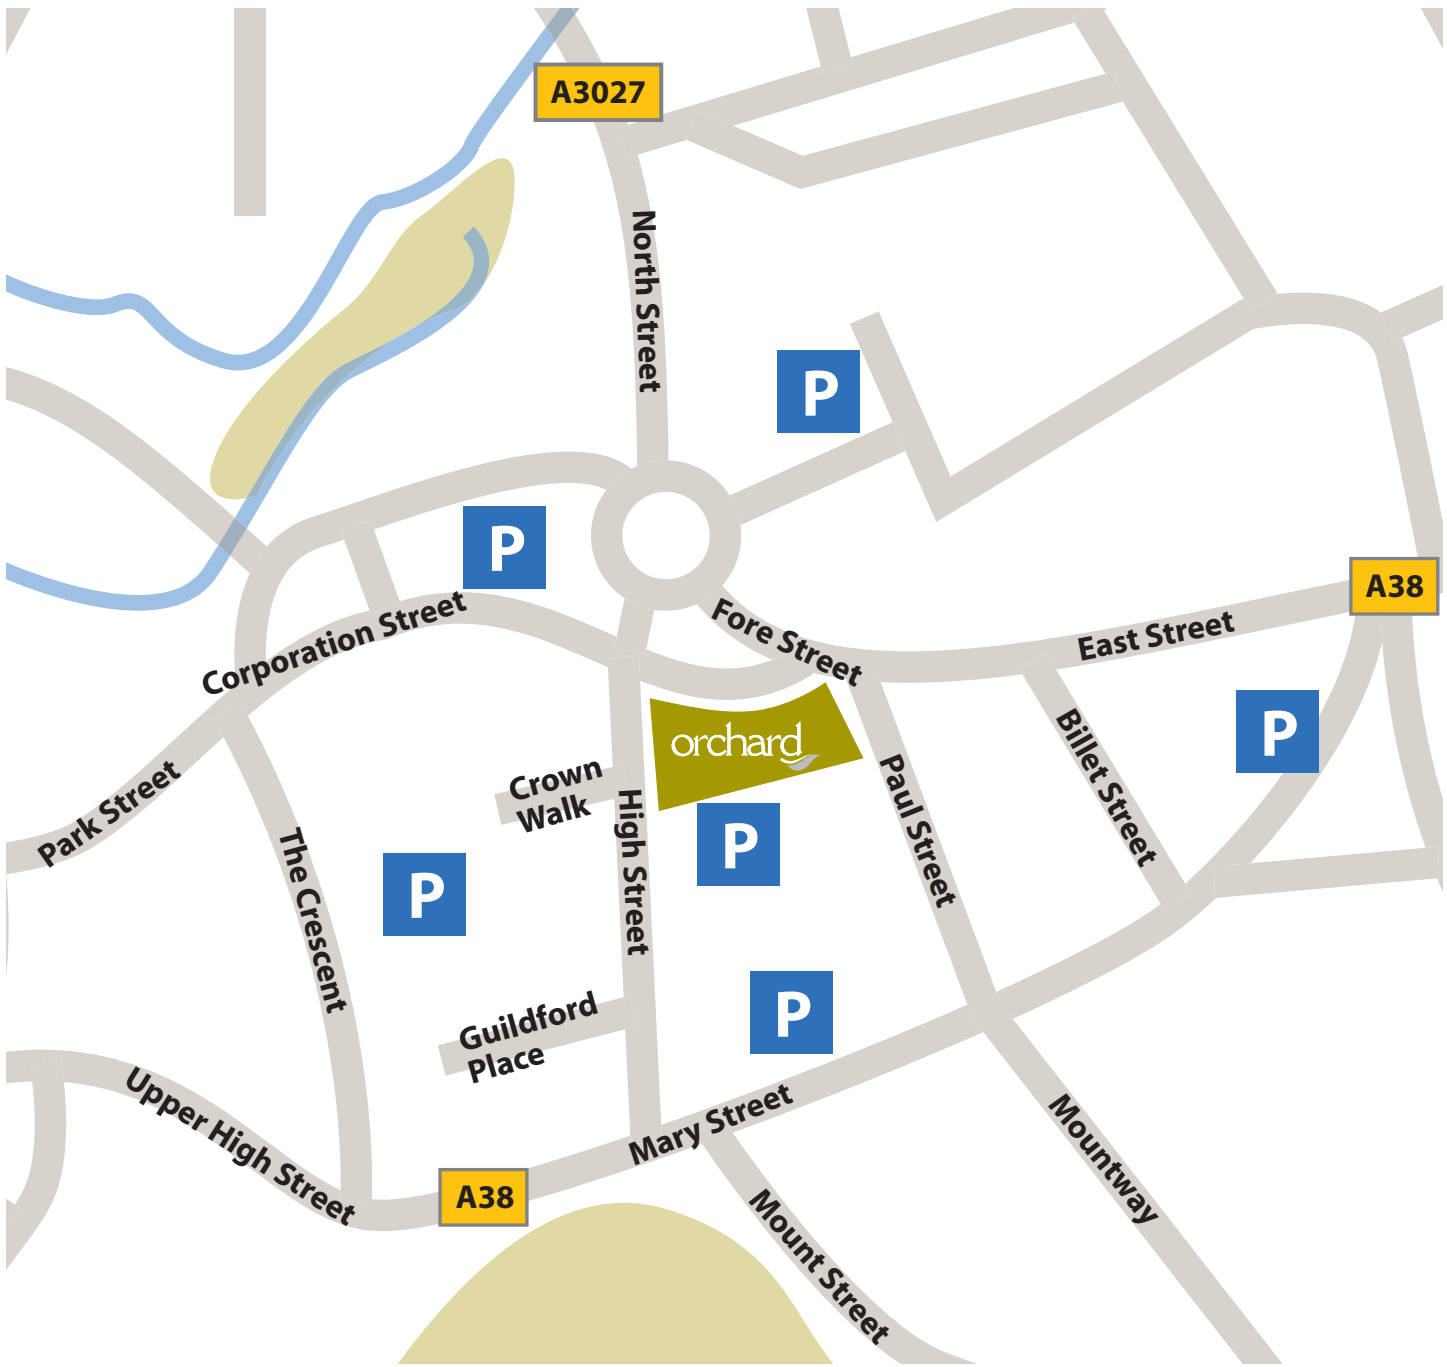 A3027
North Street
P
P
Corporation Street
Fore Street
East Street
A38
Park Street
orchard
Billet Street
P
Crown
Walk
High Street
Paul Street
P
The Crescent
P
Guildford
Place
P
Upper High Street
Mary Street
A38
Mountway
Mount Street